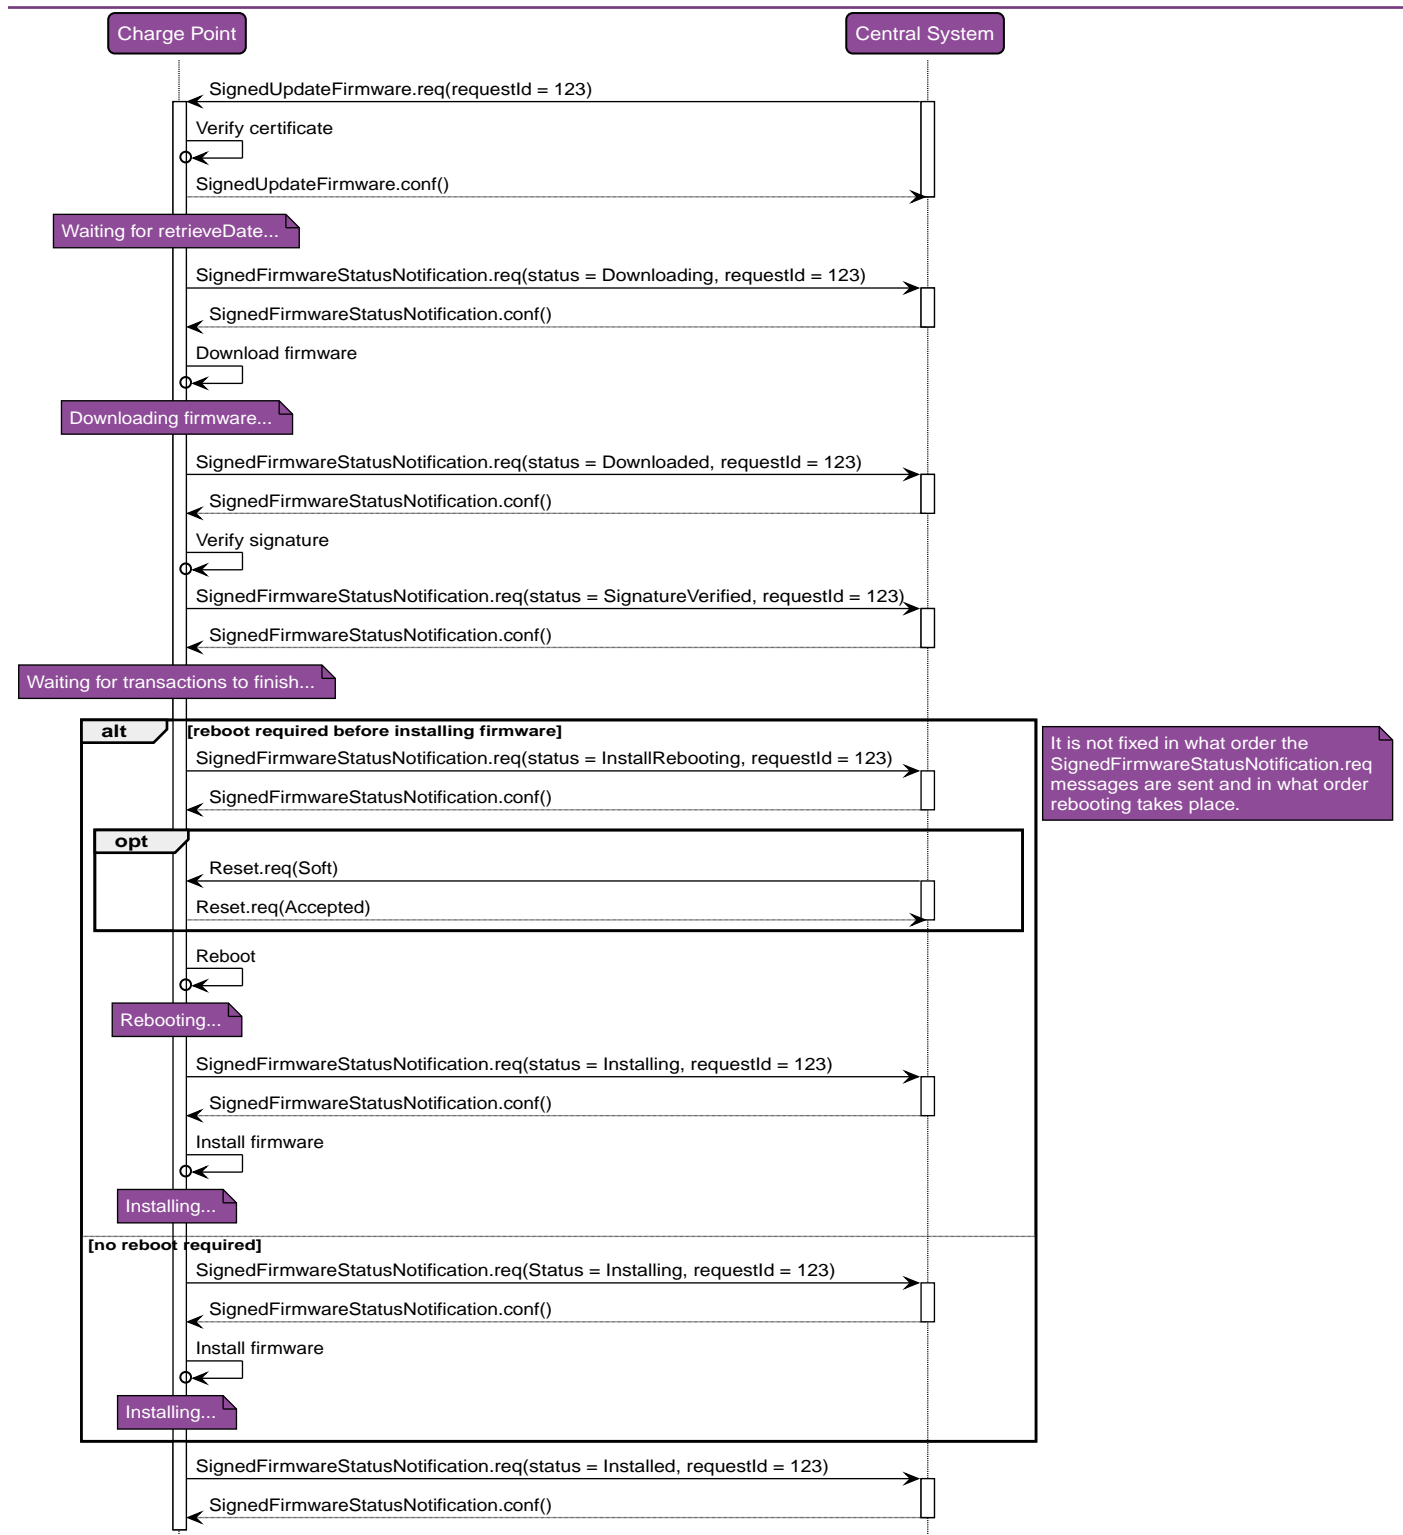 Charge Point
Central System
SignedUpdateFirmware.req(requestId = 123)
Verify certificate
SignedUpdateFirmware.conf()
Waiting for retrieveDate...
SignedFirmwareStatusNotification.req(status = Downloading, requestId = 123)
SignedFirmwareStatusNotification.conf()
Download firmware
Downloading firmware...
SignedFirmwareStatusNotification.req(status = Downloaded, requestId = 123)
SignedFirmwareStatusNotification.conf()
Verify signature
SignedFirmwareStatusNotification.req(status = SignatureVerified, requestId = 123)
SignedFirmwareStatusNotification.conf()
Waiting for transactions to finish...
alt
[reboot required before installing firmware]
It is not fixed in what order the
SignedFirmwareStatusNotification.req
messages are sent and in what order
rebooting takes place.
SignedFirmwareStatusNotification.req(status = InstallRebooting, requestId = 123)
SignedFirmwareStatusNotification.conf()
opt
Reset.req(Soft)
Reset.req(Accepted)
Reboot
Rebooting...
SignedFirmwareStatusNotification.req(status = Installing, requestId = 123)
SignedFirmwareStatusNotification.conf()
Install firmware
Installing...
[no reboot required]
SignedFirmwareStatusNotification.req(Status = Installing, requestId = 123)
SignedFirmwareStatusNotification.conf()
Install firmware
Installing...
SignedFirmwareStatusNotification.req(status = Installed, requestId = 123)
SignedFirmwareStatusNotification.conf()